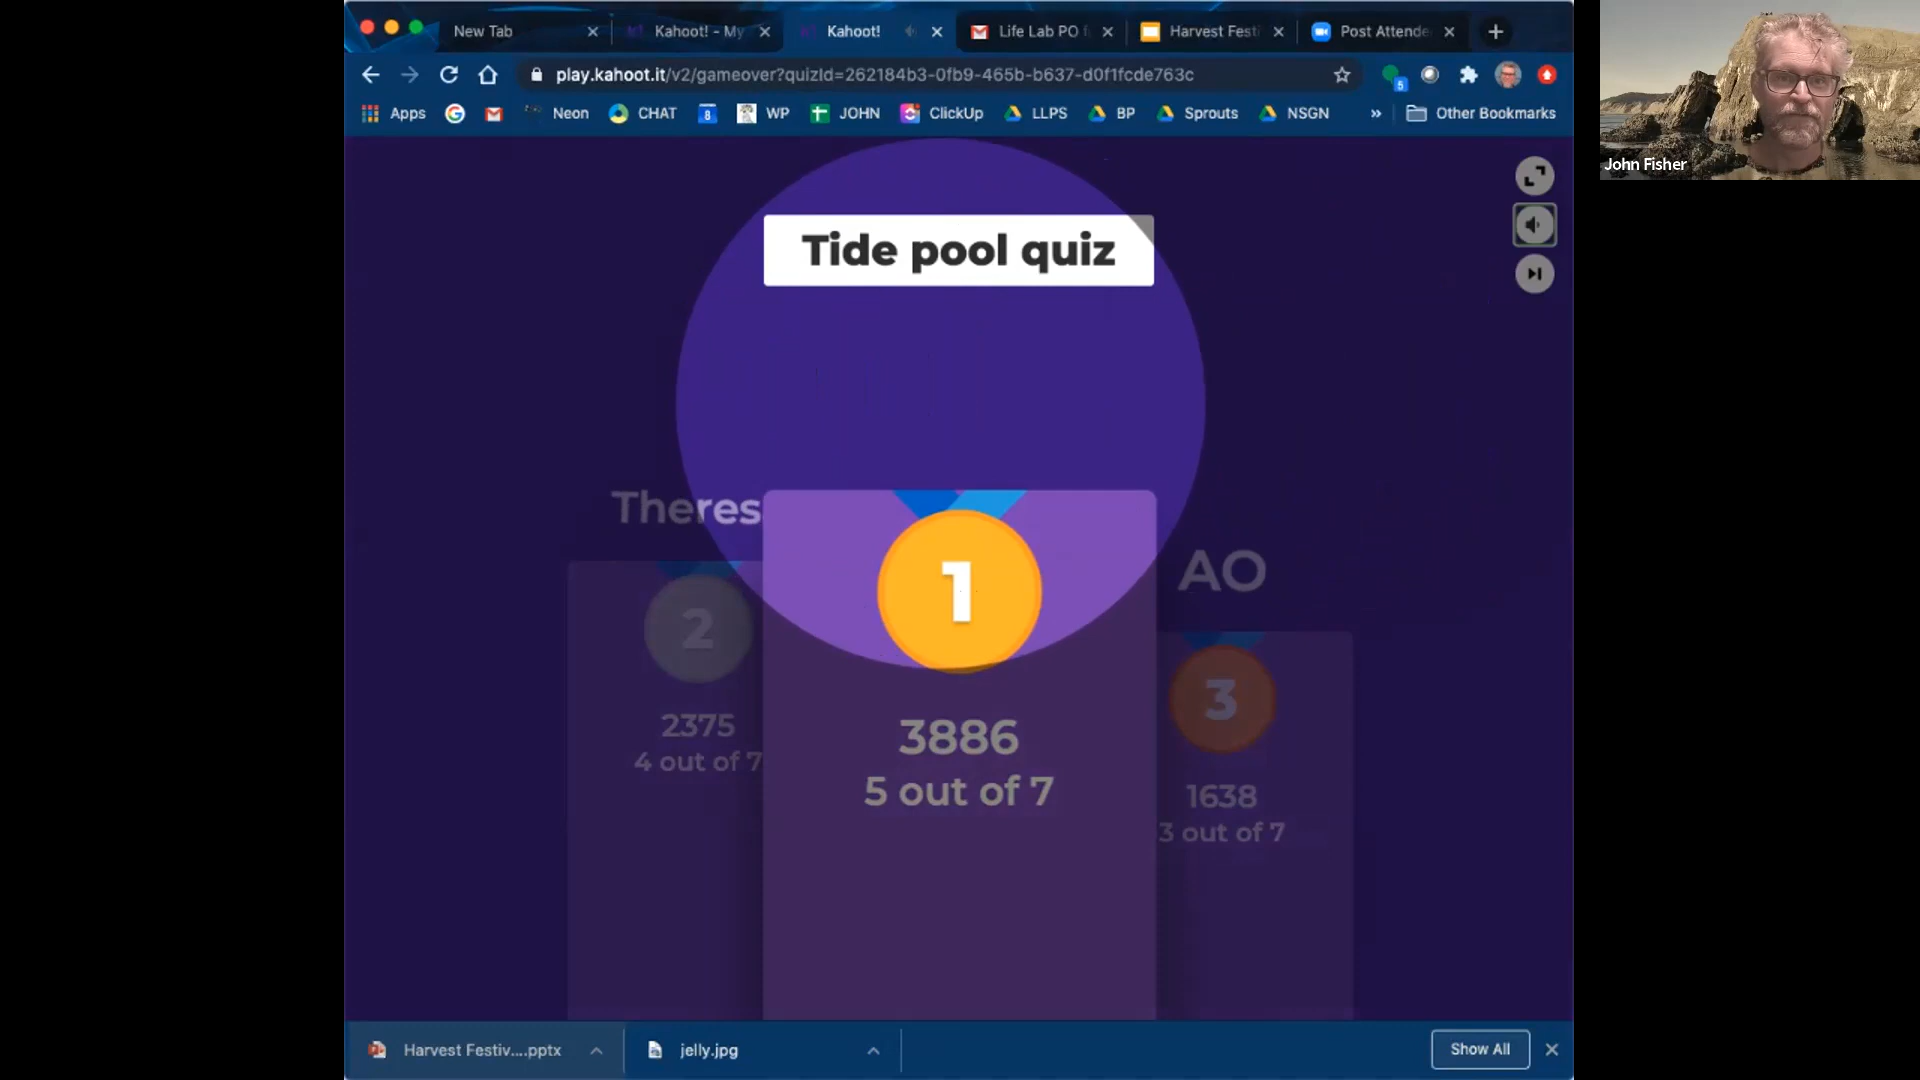 New Tab
Kahoot! - My
Kahoot!
Life Lab PO f
Harvest Festi
Post Attende
play.kahoot.it/v2/gameover?quizId=262184b3-0fb9-465b-b637-d0f1fcde763c
5
Apps
Neon
CHAT
8
WP
JOHN
ClickUp
LLPS
BP
Sprouts
NSGN
»
Other Bookmarks
John Fisher
Tide pool quiz
Theres
AO
1
2
3
3886
5 out of 7
2375
4 out of 7
1638
3 out of 7
Harvest Festiv....pptx
jelly.jpg
Show All